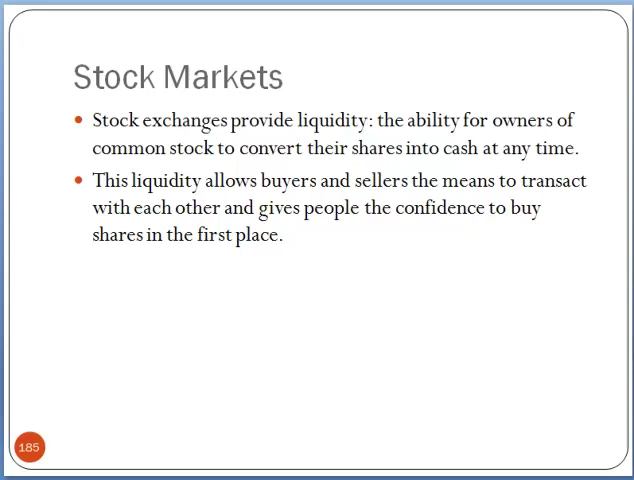 Stock Markets
Stock exchanges provide liquidity: the ability for owners of
common stock to convert their shares into cash at any time.
This liquidity allows buyers and sellers the means to transact
with each other and gives people the confidence to buy
shares in the first place.
185